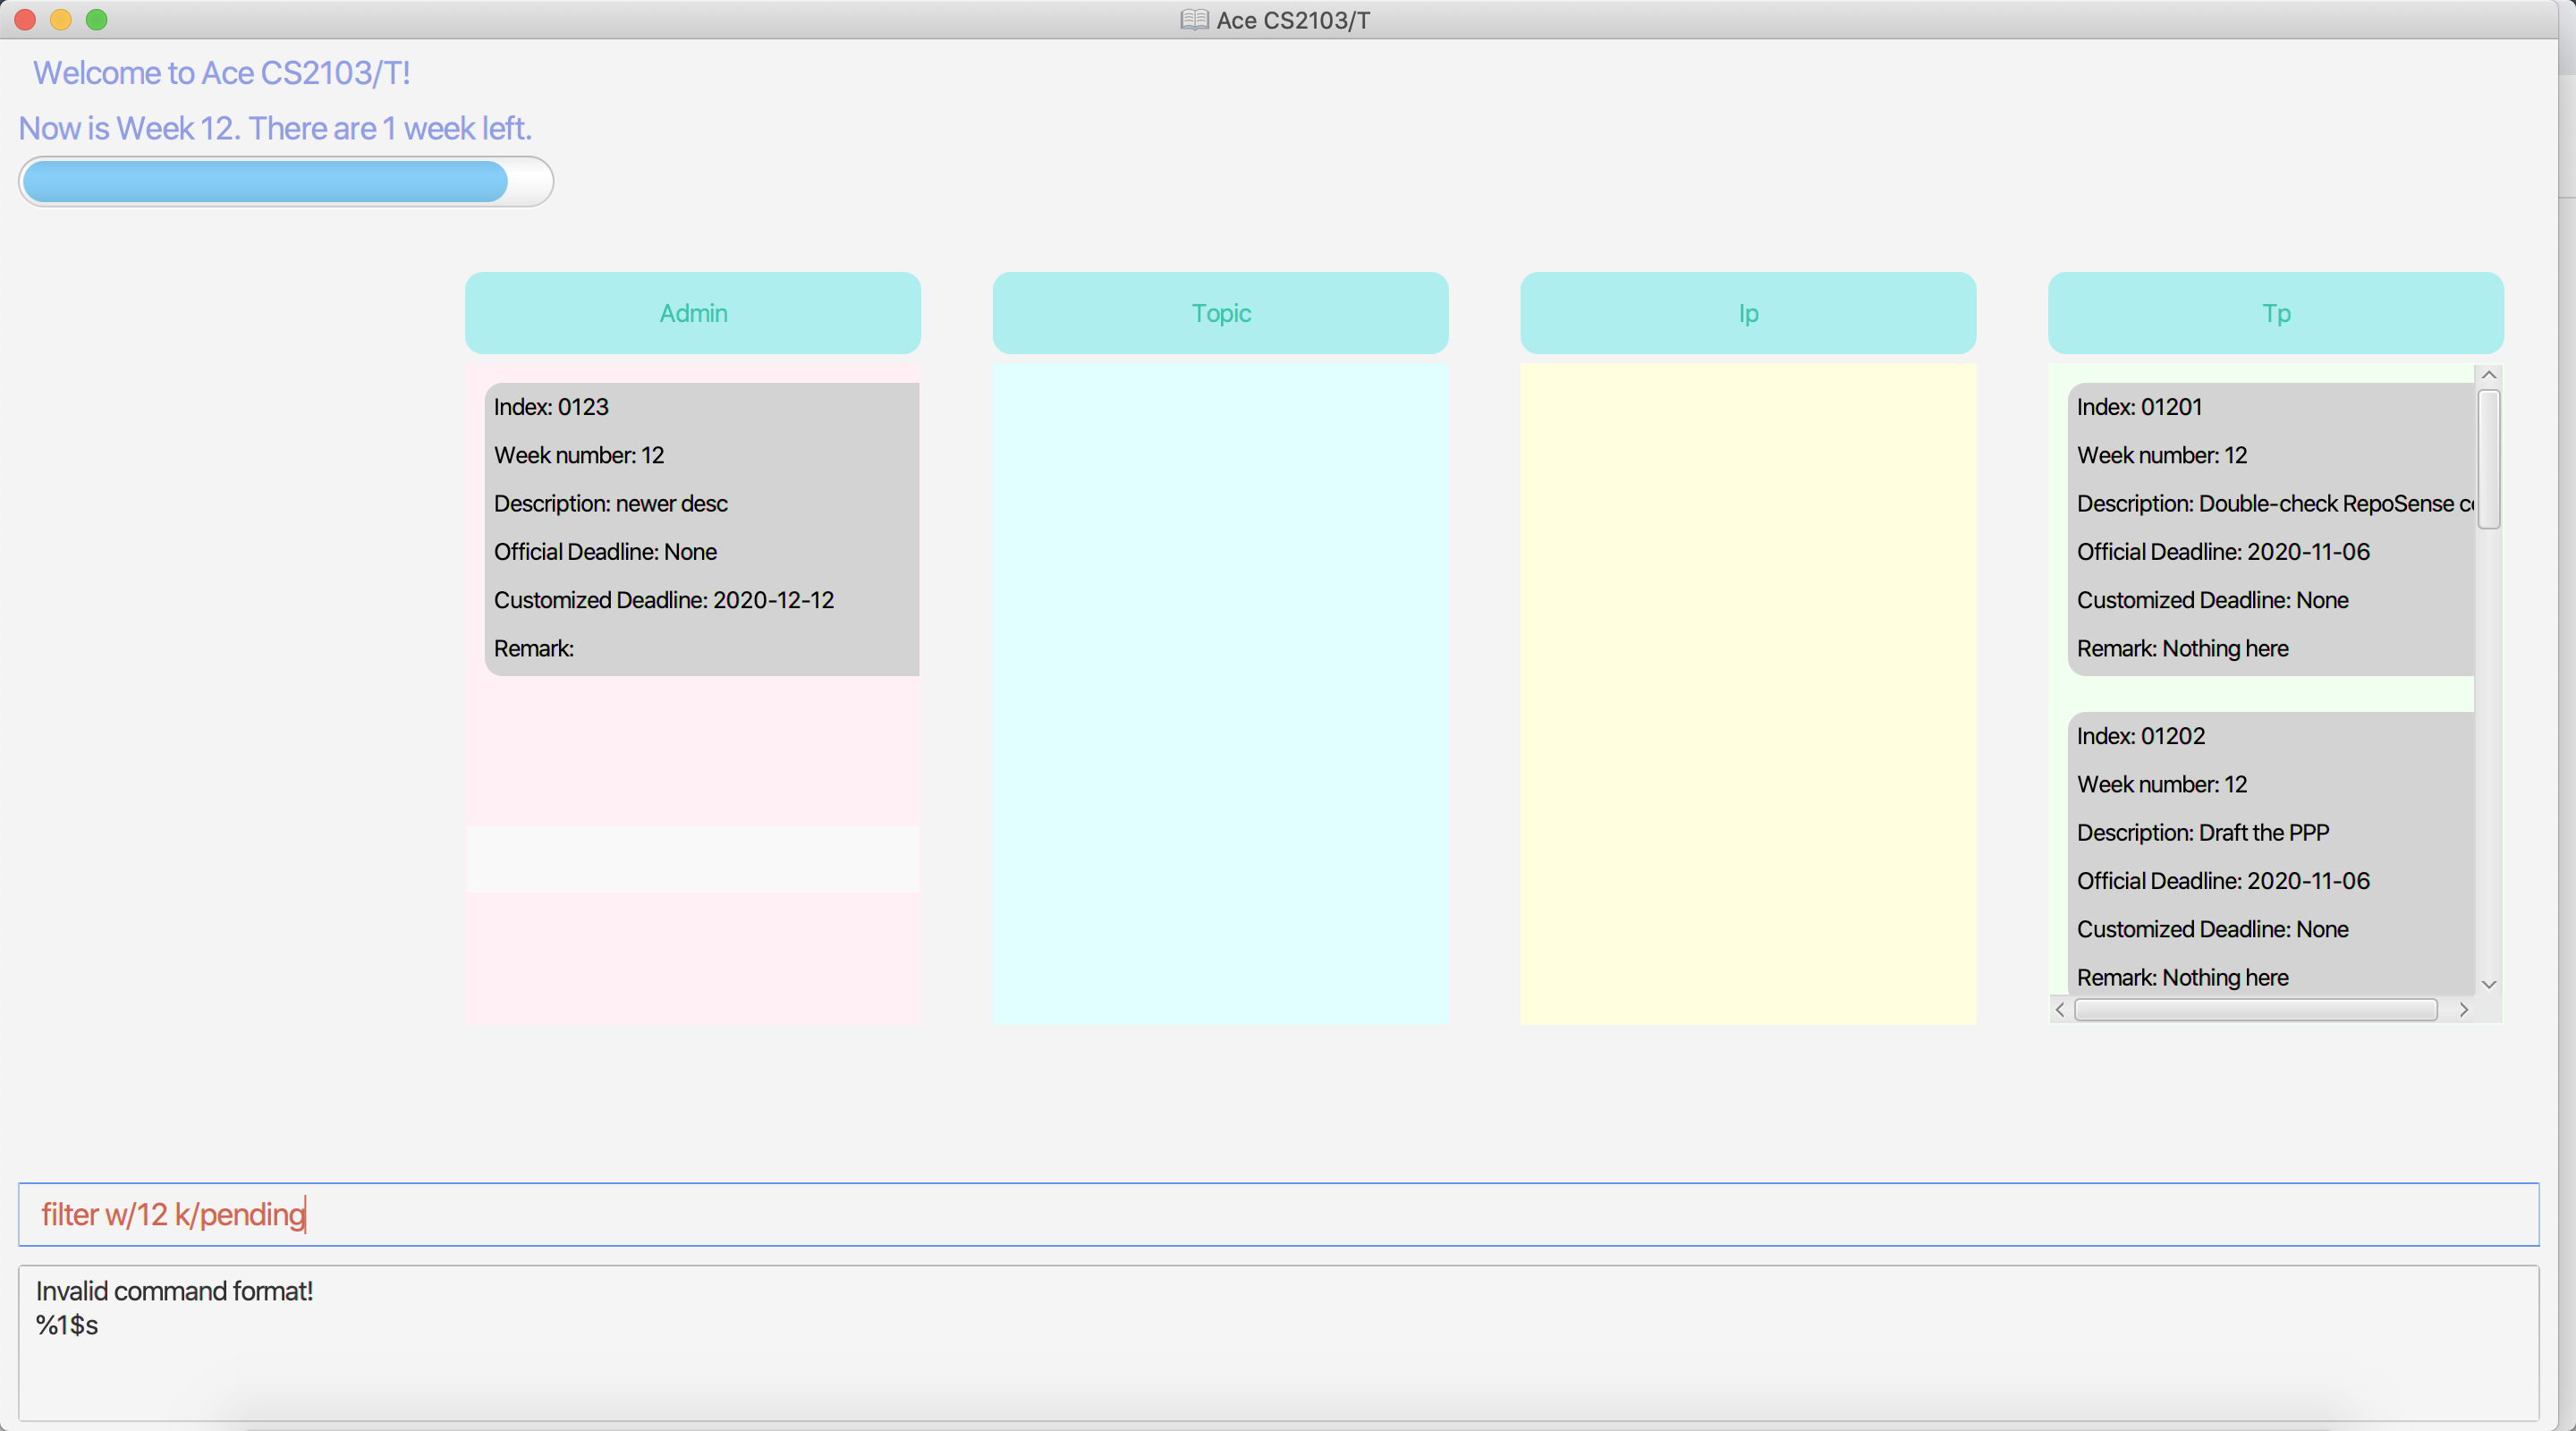 Ace CS2103/T
Welcome to Ace CS2103/T!
Now is Week 12. There are 1 week left.
Admin
Index: 0123
Week number: 12
Description: newer desc
Official Deadline: None
Customized Deadline: 2020-12-12
Remark:
Topic
Ip
Tp
Index: 01201
Week number: 12
Description: Double-check RepoSense c
Official Deadline: 2020-11-06
Customized Deadline: None
Remark: Nothing here
Index: 01202
Week number: 12
Description: Draft the PPP
Official Deadline: 2020-11-06
Customized Deadline: None
Remark: Nothing here
filter w/12 k/pending
Invalid command format!
%1$s